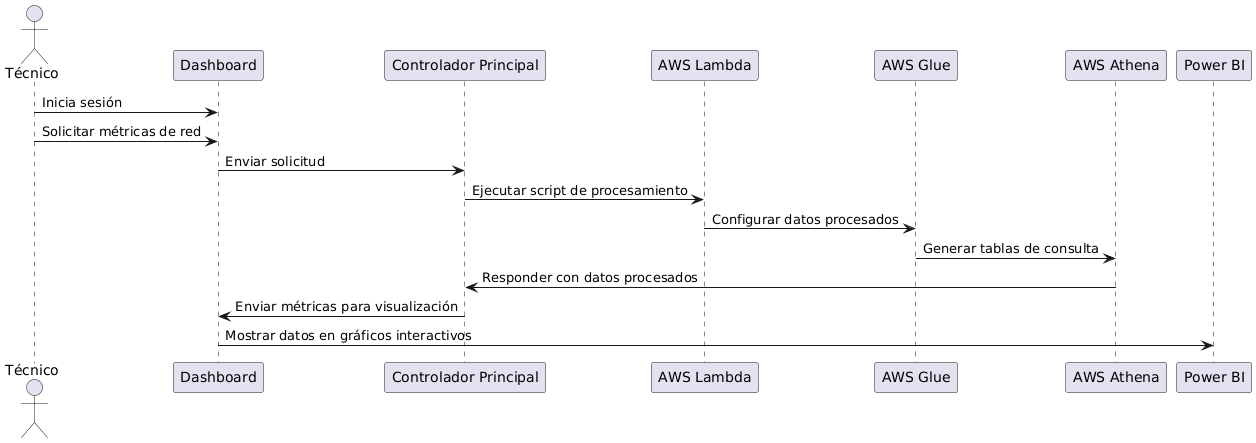 Técnico
Dashboard
Controlador Principal
AWS Lambda
AWS Glue
AWS Athena
Power BI
Inicia sesión
Solicitar métricas de red
Enviar solicitud
Ejecutar script de procesamiento
Configurar datos procesados
Generar tablas de consulta
Responder con datos procesados
Enviar métricas para visualización
Mostrar datos en gráficos interactivos
Técnico
Dashboard
Controlador Principal
AWS Lambda
AWS Glue
AWS Athena
Power BI